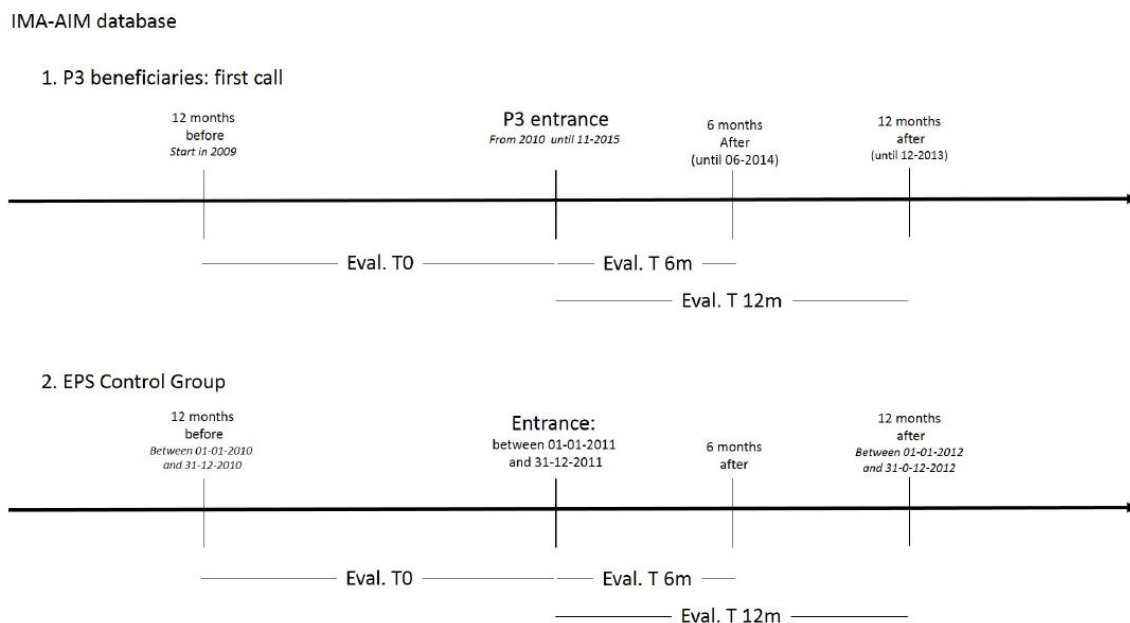 IMA-AIM database
1. P3 beneficiaries: first call
12 months
before
Start in 2009
P3 entrance
From 2010 until 11-2015
6 months
After
(until 06-2014)
12 months
after
(until 12-2013)
Eval. T0
Eval. T 6m
Eval. T 12m
2. EPS Control Group
12 months
before
Between 01-01-2010
and 31-12-2010
Entrance:
between 01-01-2011
and 31-12-2011
6 months
after
12 months
after
Between 01-01-2012
and 31-0-12-2012
Eval. T0
Eval. T 6m
Eval. T 12m